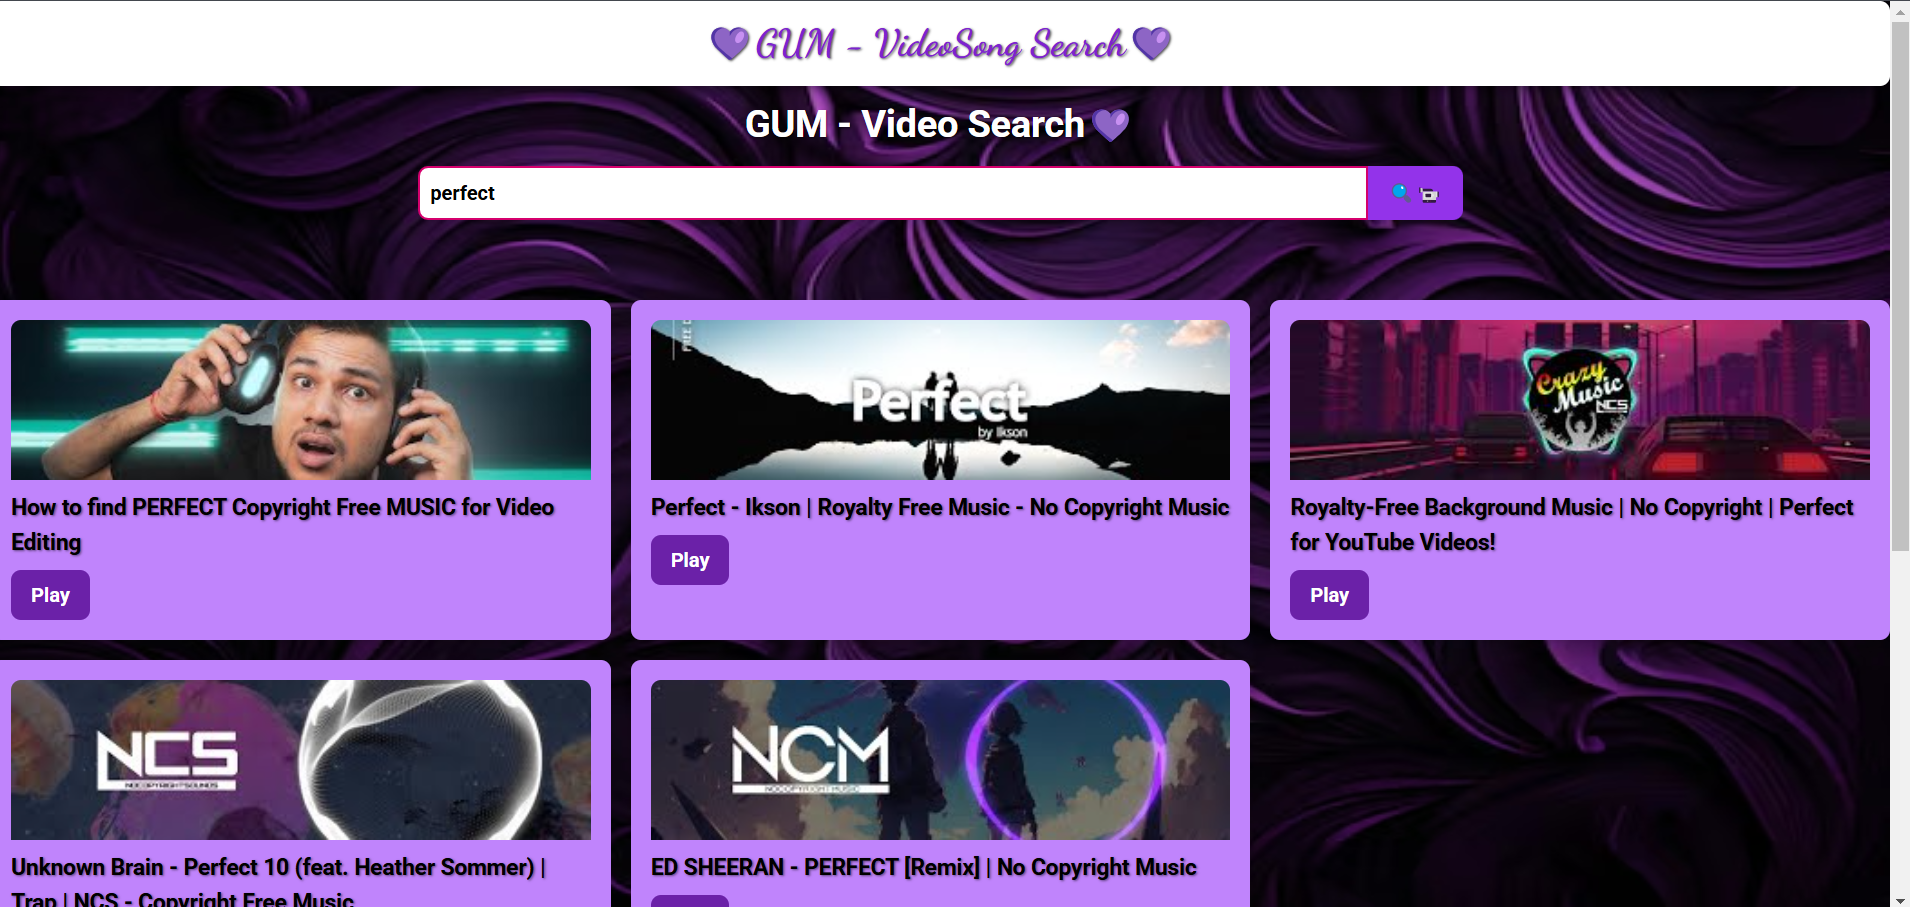 💜 GUM - VideoSong Search 💜
GUM - Video Search 💜
perfect
FREE
Perfect
by Ikson
Crazy
Music
NCS
How to find PERFECT Copyright Free MUSIC for Video
Editing
Play
Perfect - Ikson | Royalty Free Music - No Copyright Music
Play
Royalty-Free Background Music | No Copyright | Perfect
for YouTube Videos!
Play
NCS
NOCOPYRIGHTSOUNDS
NCM
NOCOPYRIGHT MUSIC
Unknown Brain - Perfect 10 (feat. Heather Sommer) |
Trap | NCS - Copyright Free Music
ED SHEERAN - PERFECT [Remix] | No Copyright Music